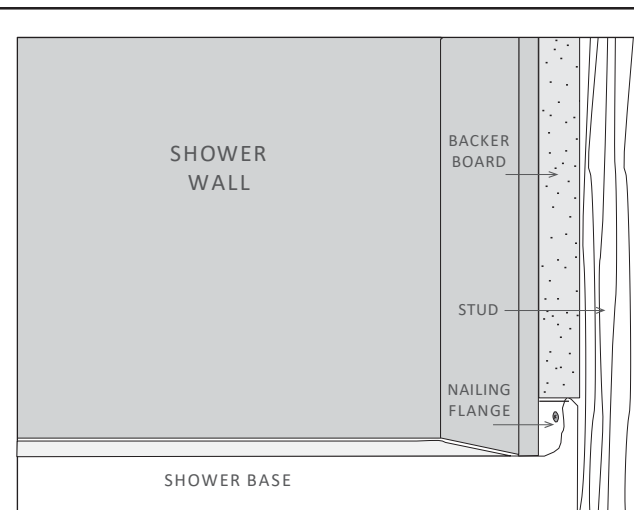 SHOWER
WALL
BACKER
BOARD
STUD
NAILING
FLANGE
SHOWER BASE